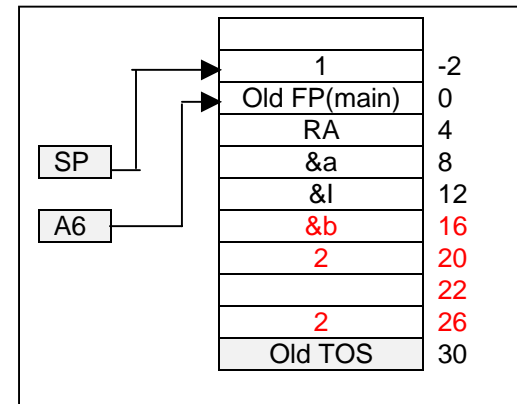 1 -2
Old FP(main) 0
RA 4
SP &a 8
&I 12
A6 &b 16
2 20
22
2 26
Old TOS 30